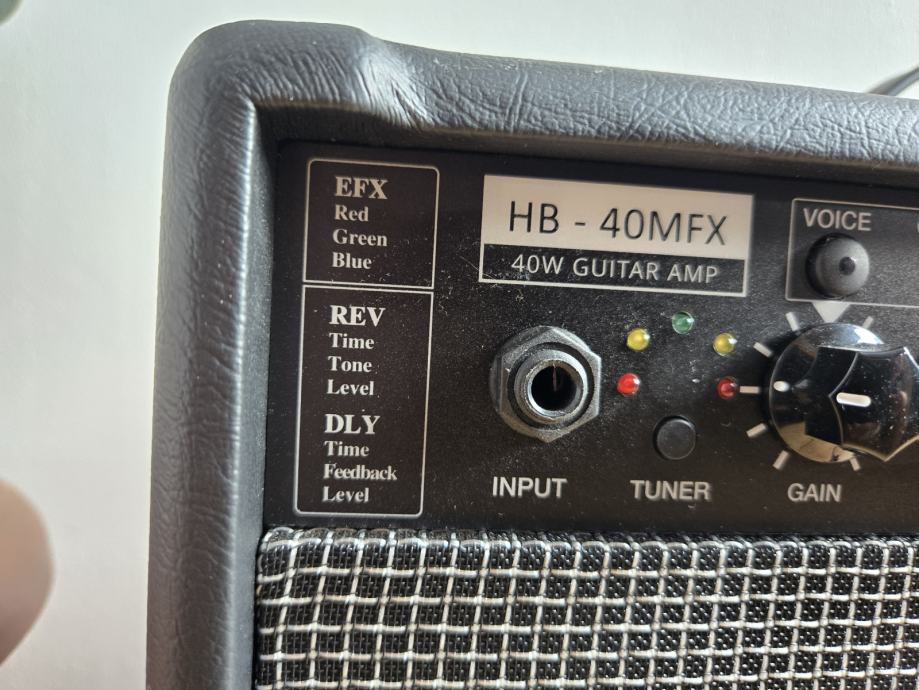 EFX
Red
Green
Blue
REV
Time
Tone
Level
DLY
Time
Feedback
Level
HB - 40MFX
40W GUITAR AMP
INPUT
TUNER
VOICE
GAIN